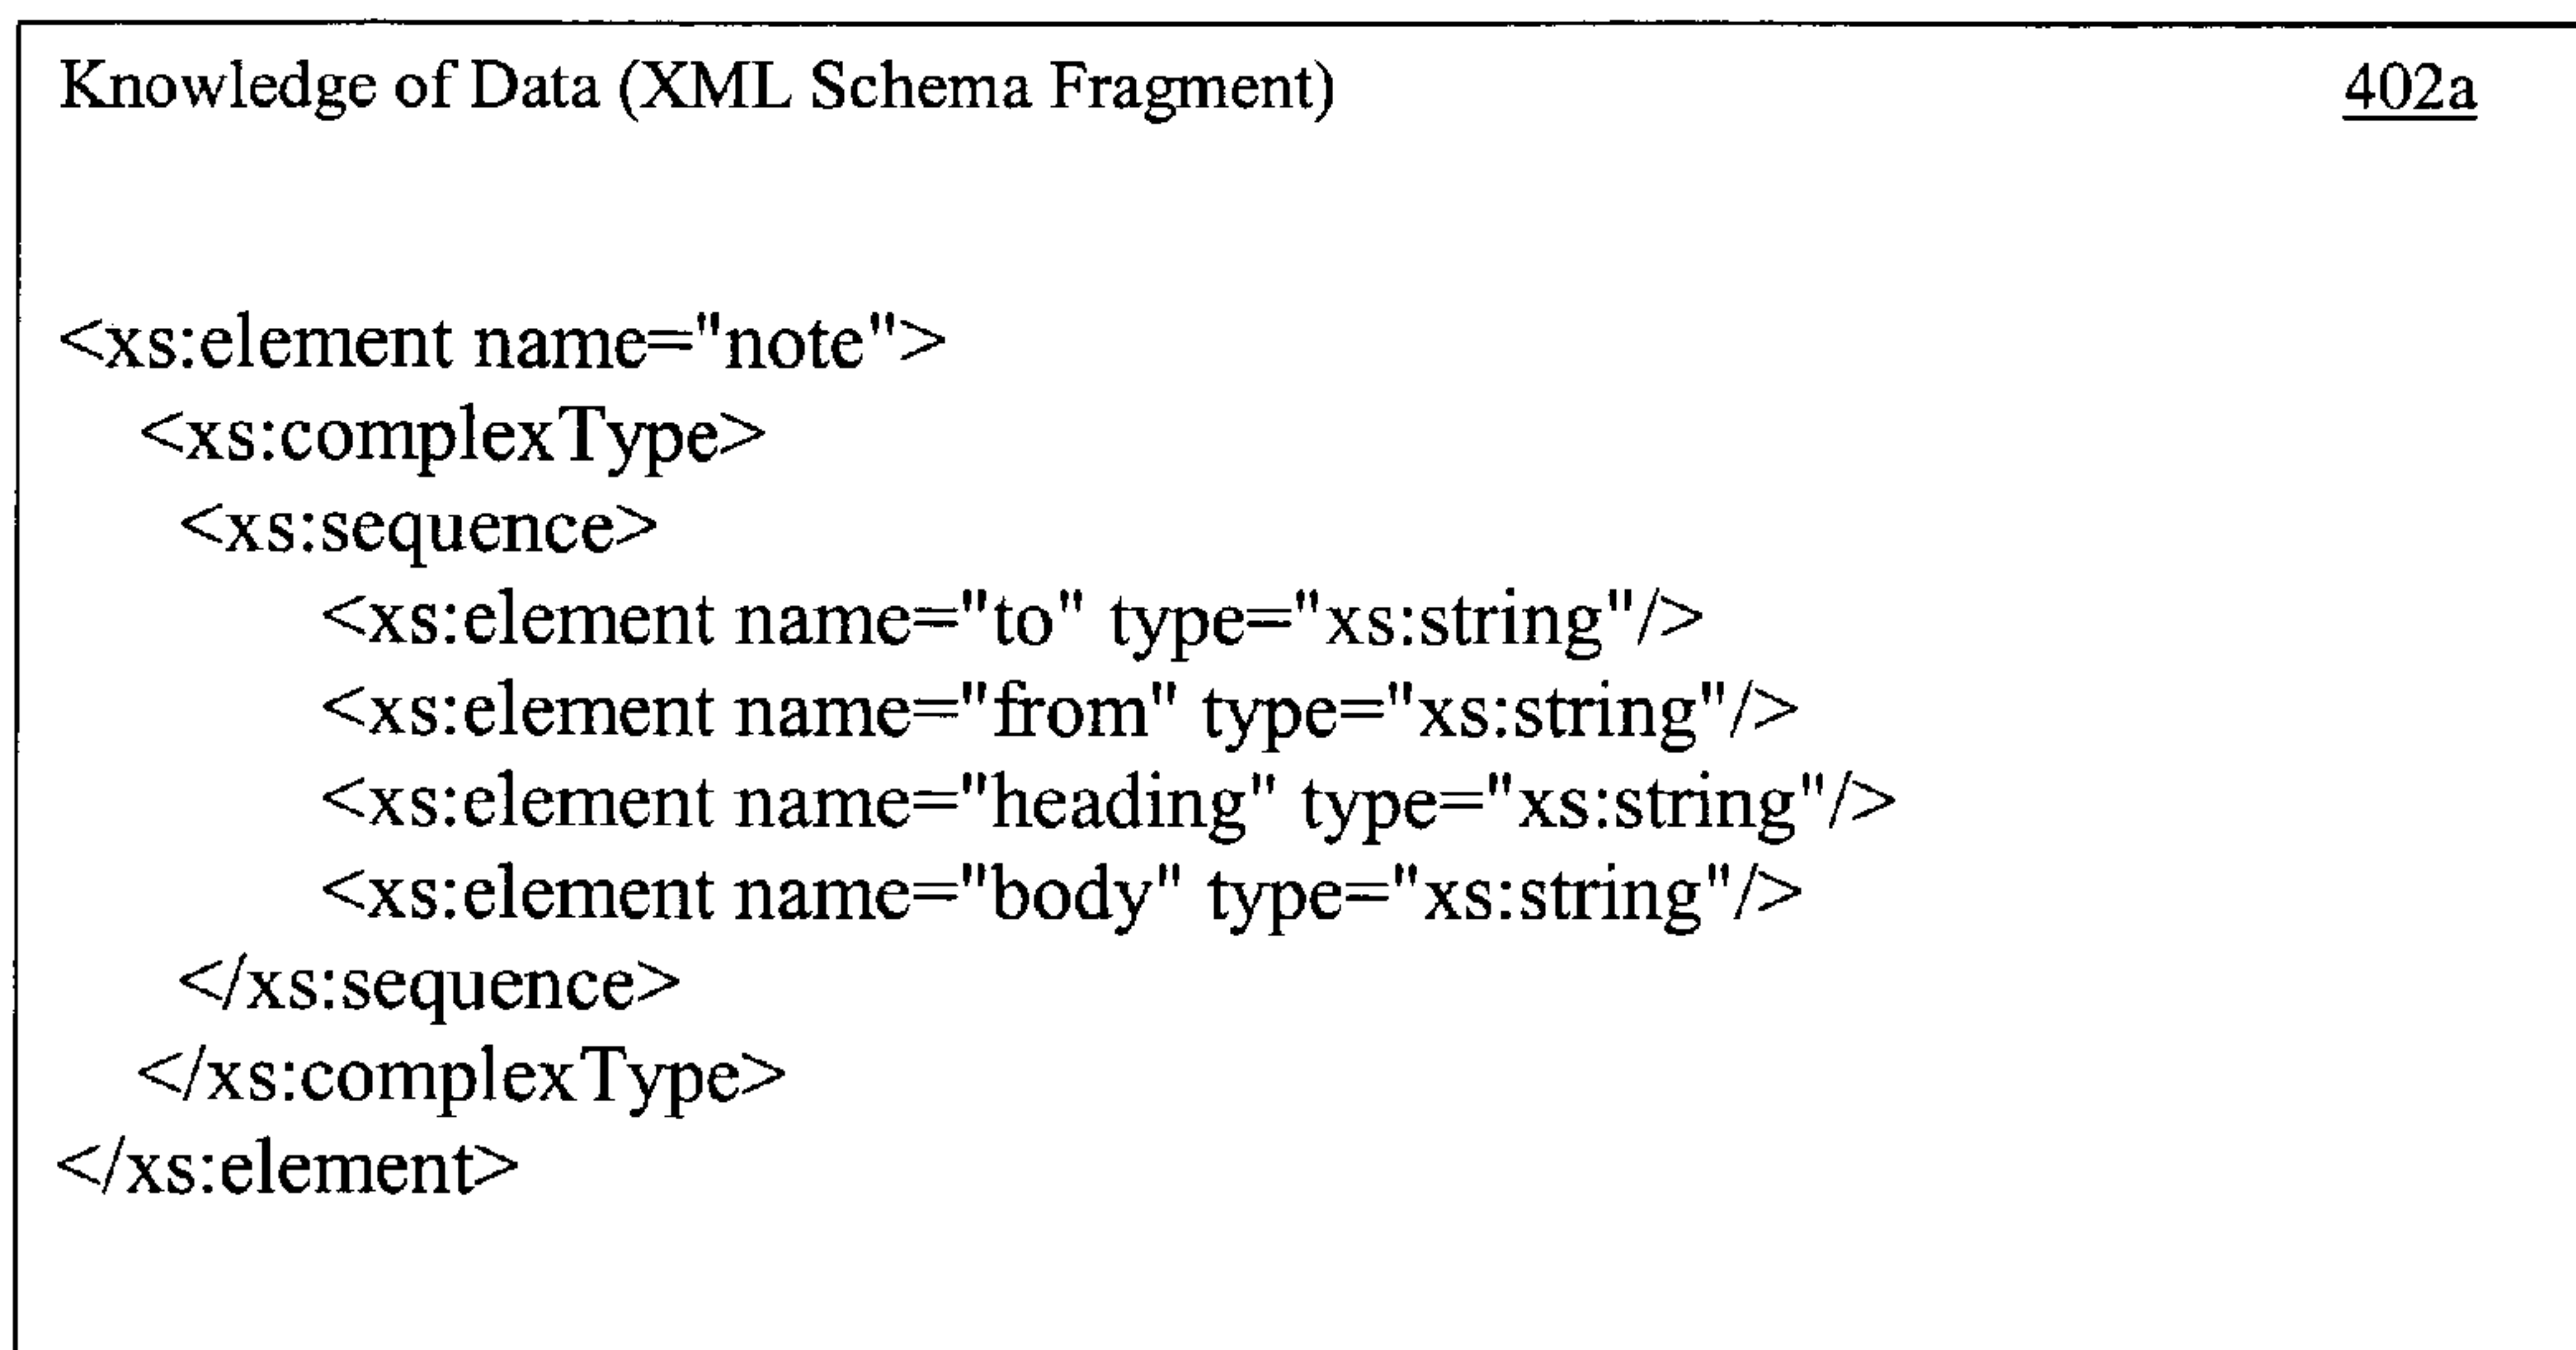 Knowledge of Data (XML Schema Fragment) 402a
<xs:element name="note">
<xs:complexType>
<xs:sequence>
<xs:element name="to" type="xs:string"/>
<xs:element name="from" type="xs:string"/>
<xs:element name="heading" type="xs:string"/>
<xs:element name="body" type="xs:string"/>
</xs:sequence>
</xs:complexType>
</xs:element>